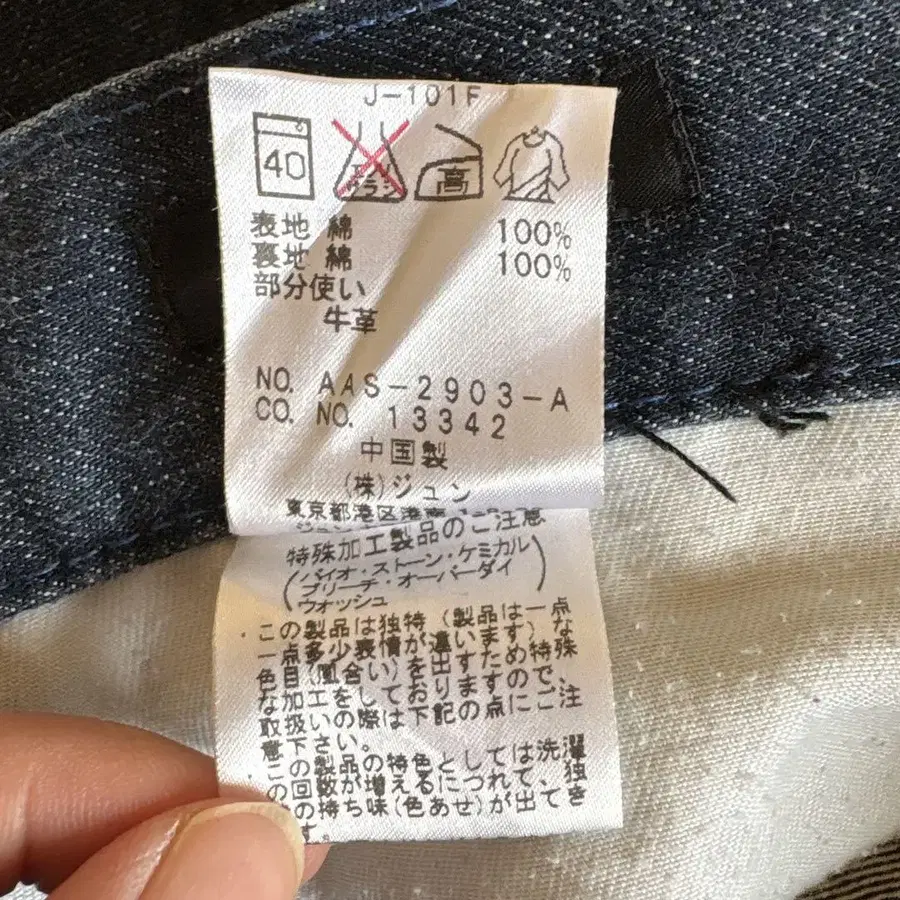 J-101F
40
エンソ
サラシ
高
表地 綿 100%
裏地 綿 100%
部分使い
牛革
NO. AAS-2903-A
CO. NO. 13342
中国製
(株)ジュン
東京都港区港南
特殊加工製品のご注意
(バイオ・ストーン・ケミカル
ブリーチ・オーバーダイ
ウォッシュ)
この製品は独特(製品は一点
一点多少表情が違います)な
色目(風合い)を出すため特殊
な加工をしておりますので、
取扱いの際は下記の点にご注
意下さい。
この製品の特色としては洗濯
の回数が増えるにつれて、独
の持ち味(色あせ)が出てき
す。